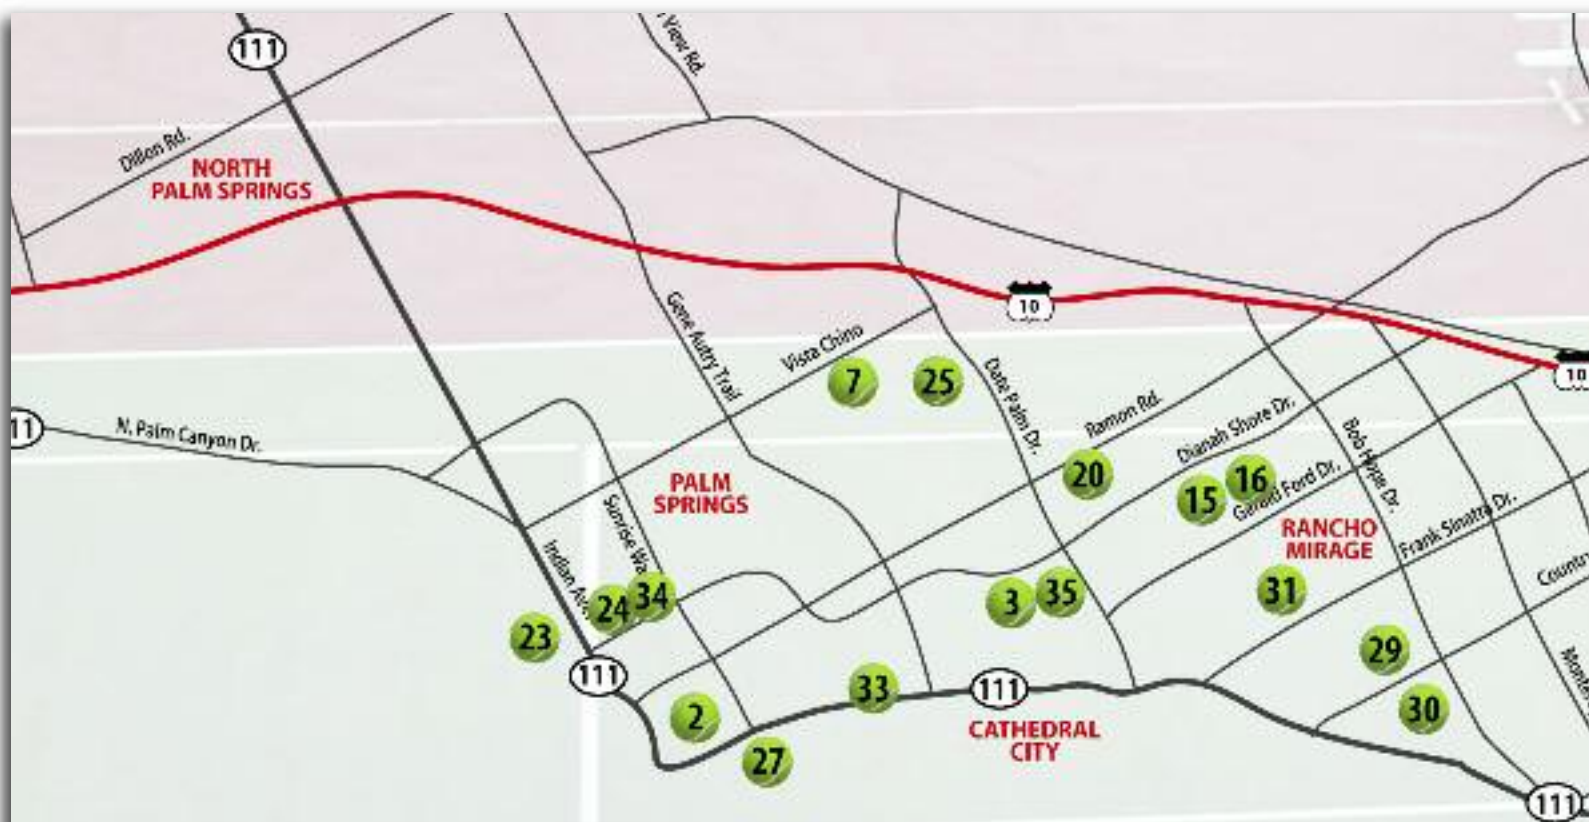 111
View Rd.
Dillon Rd.
NORTH
PALM SPRINGS
10
Gene Autry Trail
Vista Chino
7
25
Date Palm Dr.
10
11
N. Palm Canyon Dr.
Ramon Rd.
Dianah Shore Dr.
Bob Hope Dr.
20
15
16
Gerald Ford Dr.
PALM
SPRINGS
Sunrise Wa
RANCHO
MIRAGE
Frank Sinatra Dr.
Country
Indian Ave.
24
34
3
35
31
23
29
111
33
111
2
30
CATHEDRAL
CITY
27
111